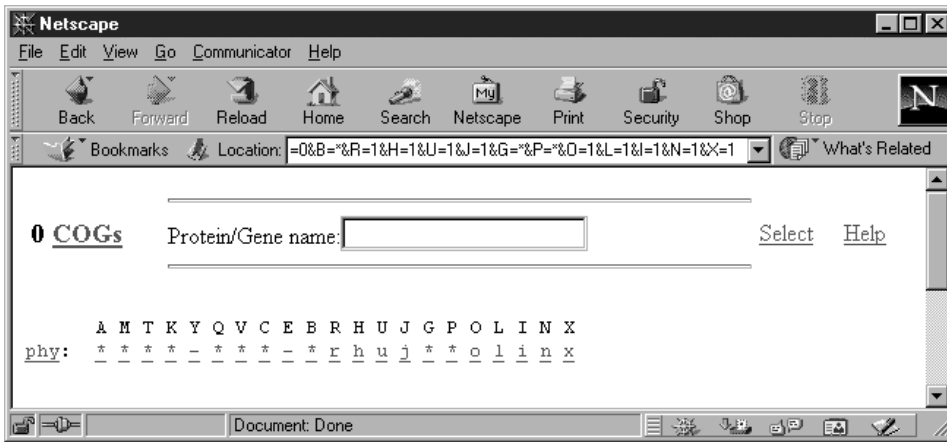 Netscape
File Edit View Go Communicator Help
My N
Back Forward Reload Home Search Netscape Print Security Shop Stop
Bookmarks Location: =0&B=*&R=1&H=1&U=1&J=1&G=*&P=*&O=1&L=1&I=1&N=1&X=1 What's Related
0 COGs Protein/Gene name: Select Help
A M T K Y Q V C E B R H U J G P O L I N X
phy: * * * * - * * * - * r h u j * * o l i n x
Document: Done